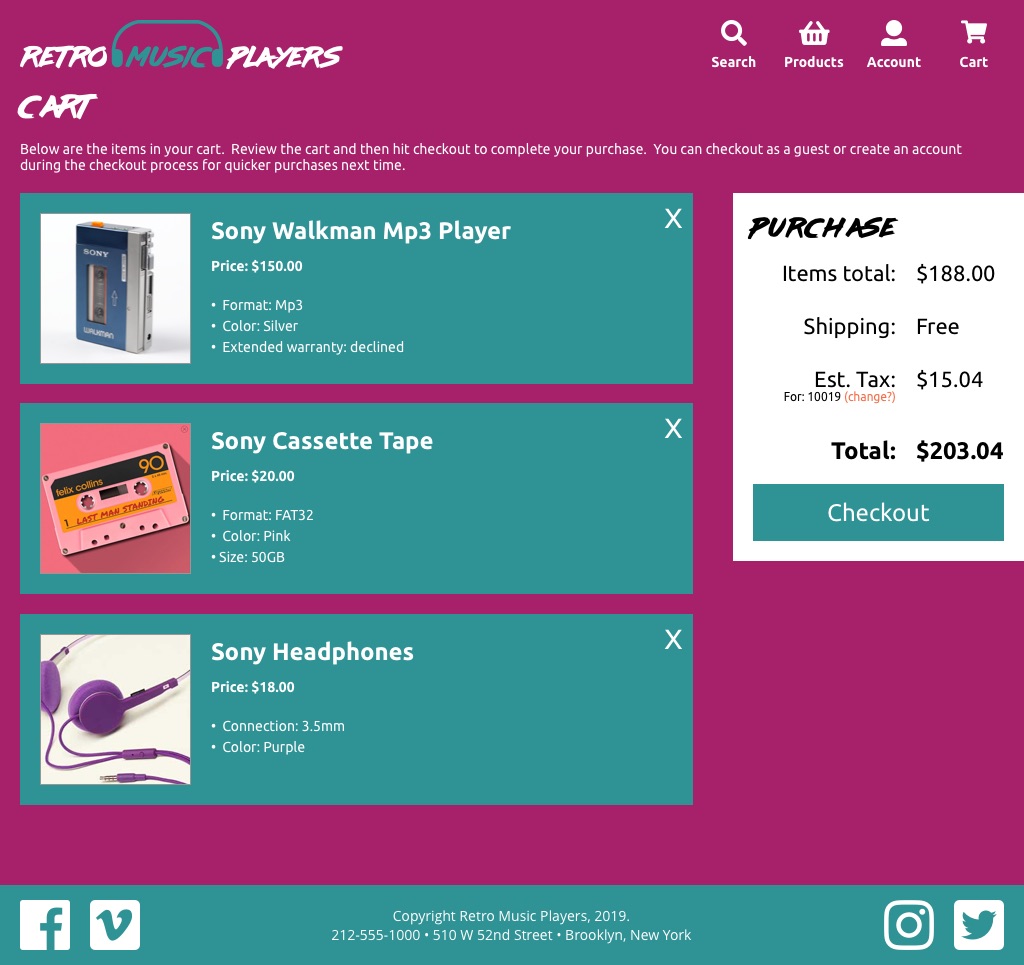 RETRO MUSIC PLAYERS
Search
Products
Account
Cart
CART
Below are the items in your cart.  Review the cart and then hit checkout to complete your purchase.  You can checkout as a guest or create an account
during the checkout process for quicker purchases next time.
SONY
WALKMAN
Sony Walkman Mp3 Player
X
Price: $150.00
• Format: Mp3
• Color: Silver
• Extended warranty: declined
90
felix collins
1 LAST MAN STANDING
Sony Cassette Tape
X
Price: $20.00
• Format: FAT32
• Color: Pink
• Size: 50GB
Sony Headphones
X
Price: $18.00
• Connection: 3.5mm
• Color: Purple
PURCHASE
Items total: $188.00
Shipping: Free
Est. Tax: $15.04
For: 10019 (change?)
Total: $203.04
Checkout
Copyright Retro Music Players, 2019.
212-555-1000 • 510 W 52nd Street • Brooklyn, New York